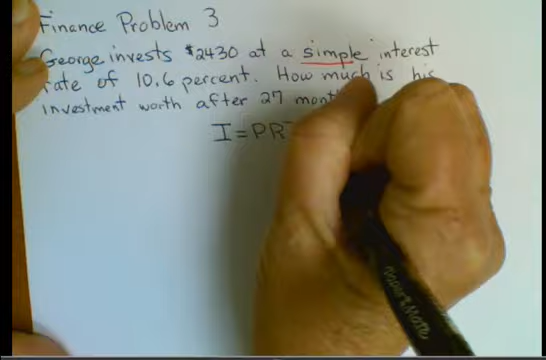 Finance Problem 3
George invests $2430 at a simple interest
rate of 10.6 percent. How much is his
investment worth after 27
I=PR
PaperMate